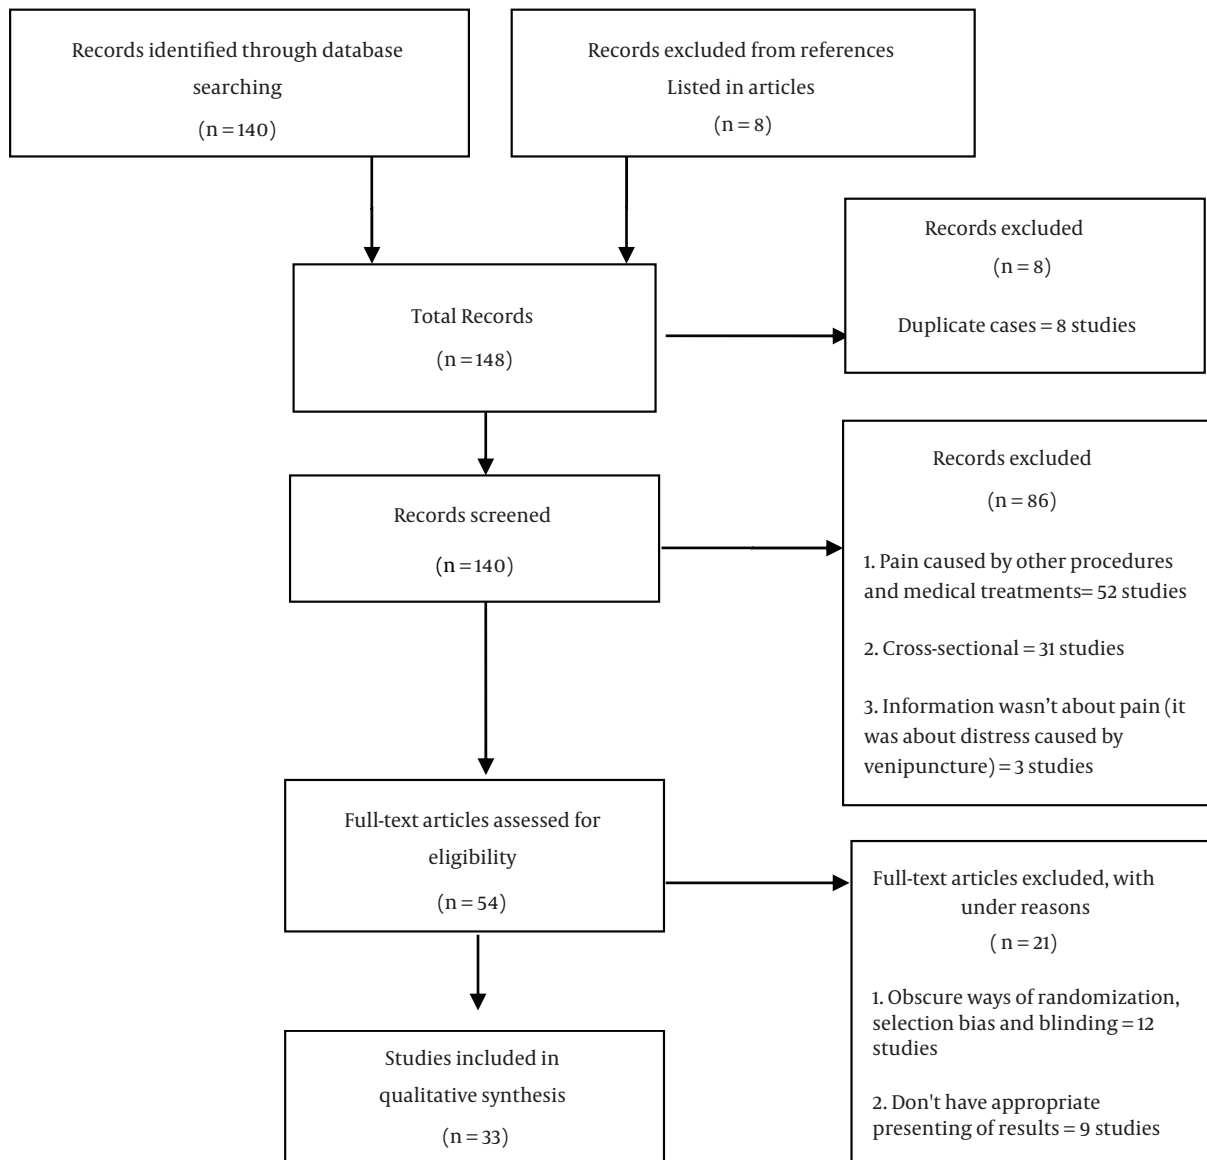 Records identified through database
searching
(n = 140)
Records excluded from references
Listed in articles
(n = 8)
Records excluded
(n = 8)
Duplicate cases = 8 studies
Total Records
(n = 148)
Records excluded
(n = 86)
1. Pain caused by other procedures
and medical treatments= 52 studies
2. Cross-sectional = 31 studies
3. Information wasn't about pain (it
was about distress caused by
venipuncture) = 3 studies
Records screened
(n = 140)
Full-text articles assessed for
eligibility
(n = 54)
Full-text articles excluded, with
under reasons
( n = 21)
1. Obscure ways of randomization,
selection bias and blinding = 12
studies
2. Don't have appropriate
presenting of results = 9 studies
Studies included in
qualitative synthesis
(n = 33)